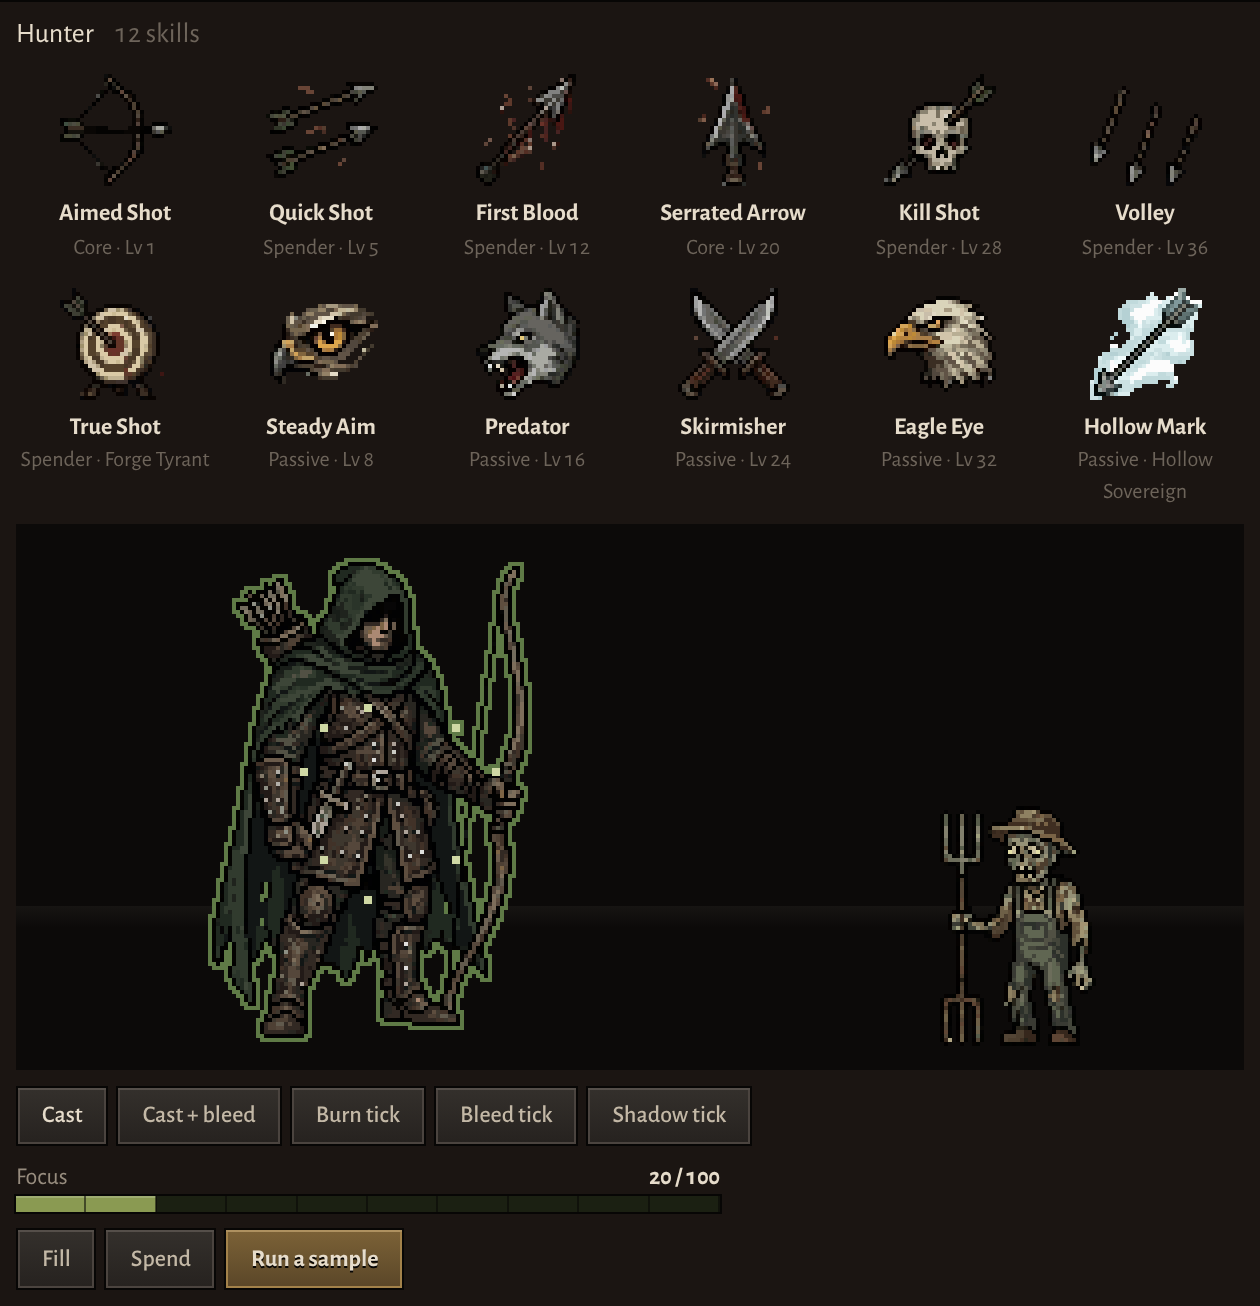 Hunter 12 skills
Aimed Shot Quick Shot First Blood Serrated Arrow Kill Shot Volley
Core · Lv 1 Spender · Lv 5 Spender · Lv 12 Core · Lv 20 Spender · Lv 28 Spender · Lv 36
True Shot Steady Aim Predator Skirmisher Eagle Eye Hollow Mark
Spender · Forge Tyrant Passive · Lv 8 Passive · Lv 16 Passive · Lv 24 Passive · Lv 32 Passive · Hollow
Sovereign
Cast Cast + bleed Burn tick Bleed tick Shadow tick
Focus 20 / 100
Fill Spend Run a sample